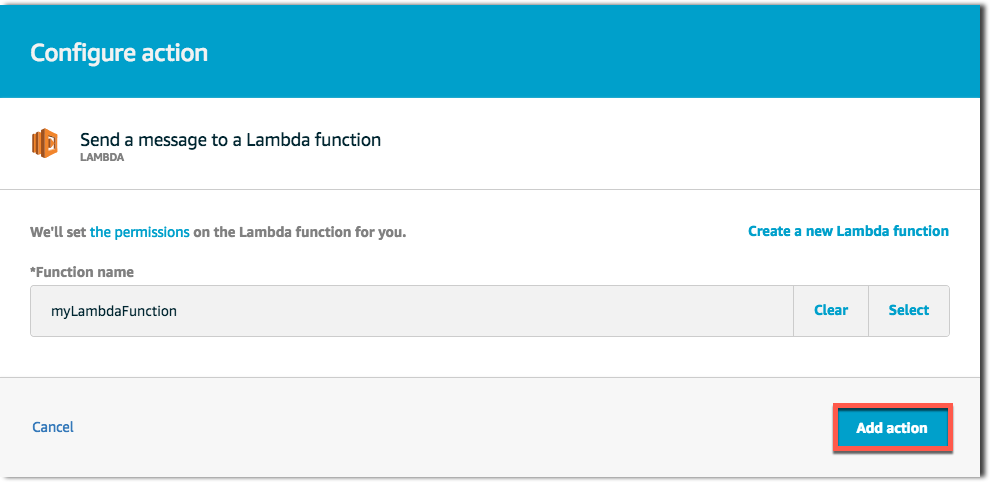 Configure action
Send a message to a Lambda function
LAMBDA
We'll set the permissions on the Lambda function for you.
Create a new Lambda function
*Function name
myLambdaFunction
Clear
Select
Cancel
Add action